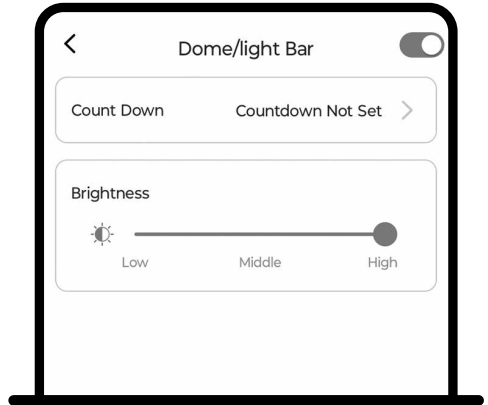 Dome/light Bar
Count Down Countdown Not Set
Brightness
Low Middle High